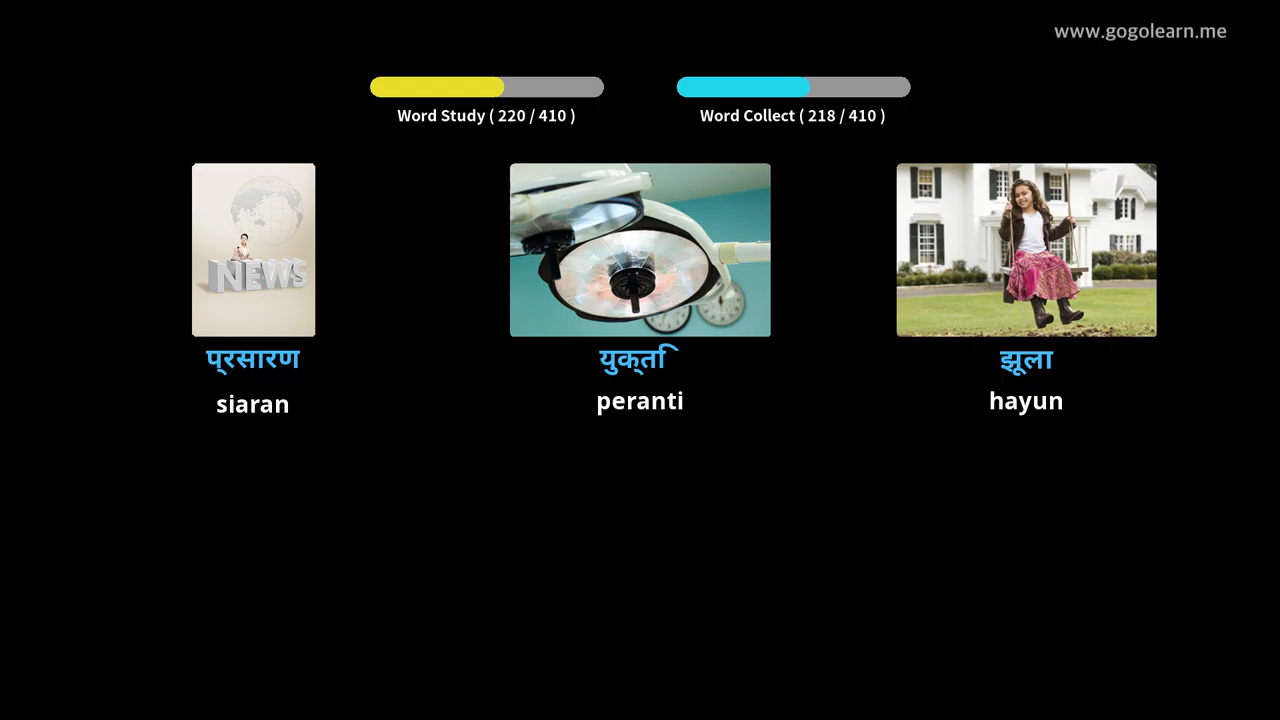 www.gogolearn.me
Word Study ( 220 / 410 )
Word Collect ( 218 / 410 )
NEWS
प्रसारण
युक्ति
झूला
siaran
peranti
hayun